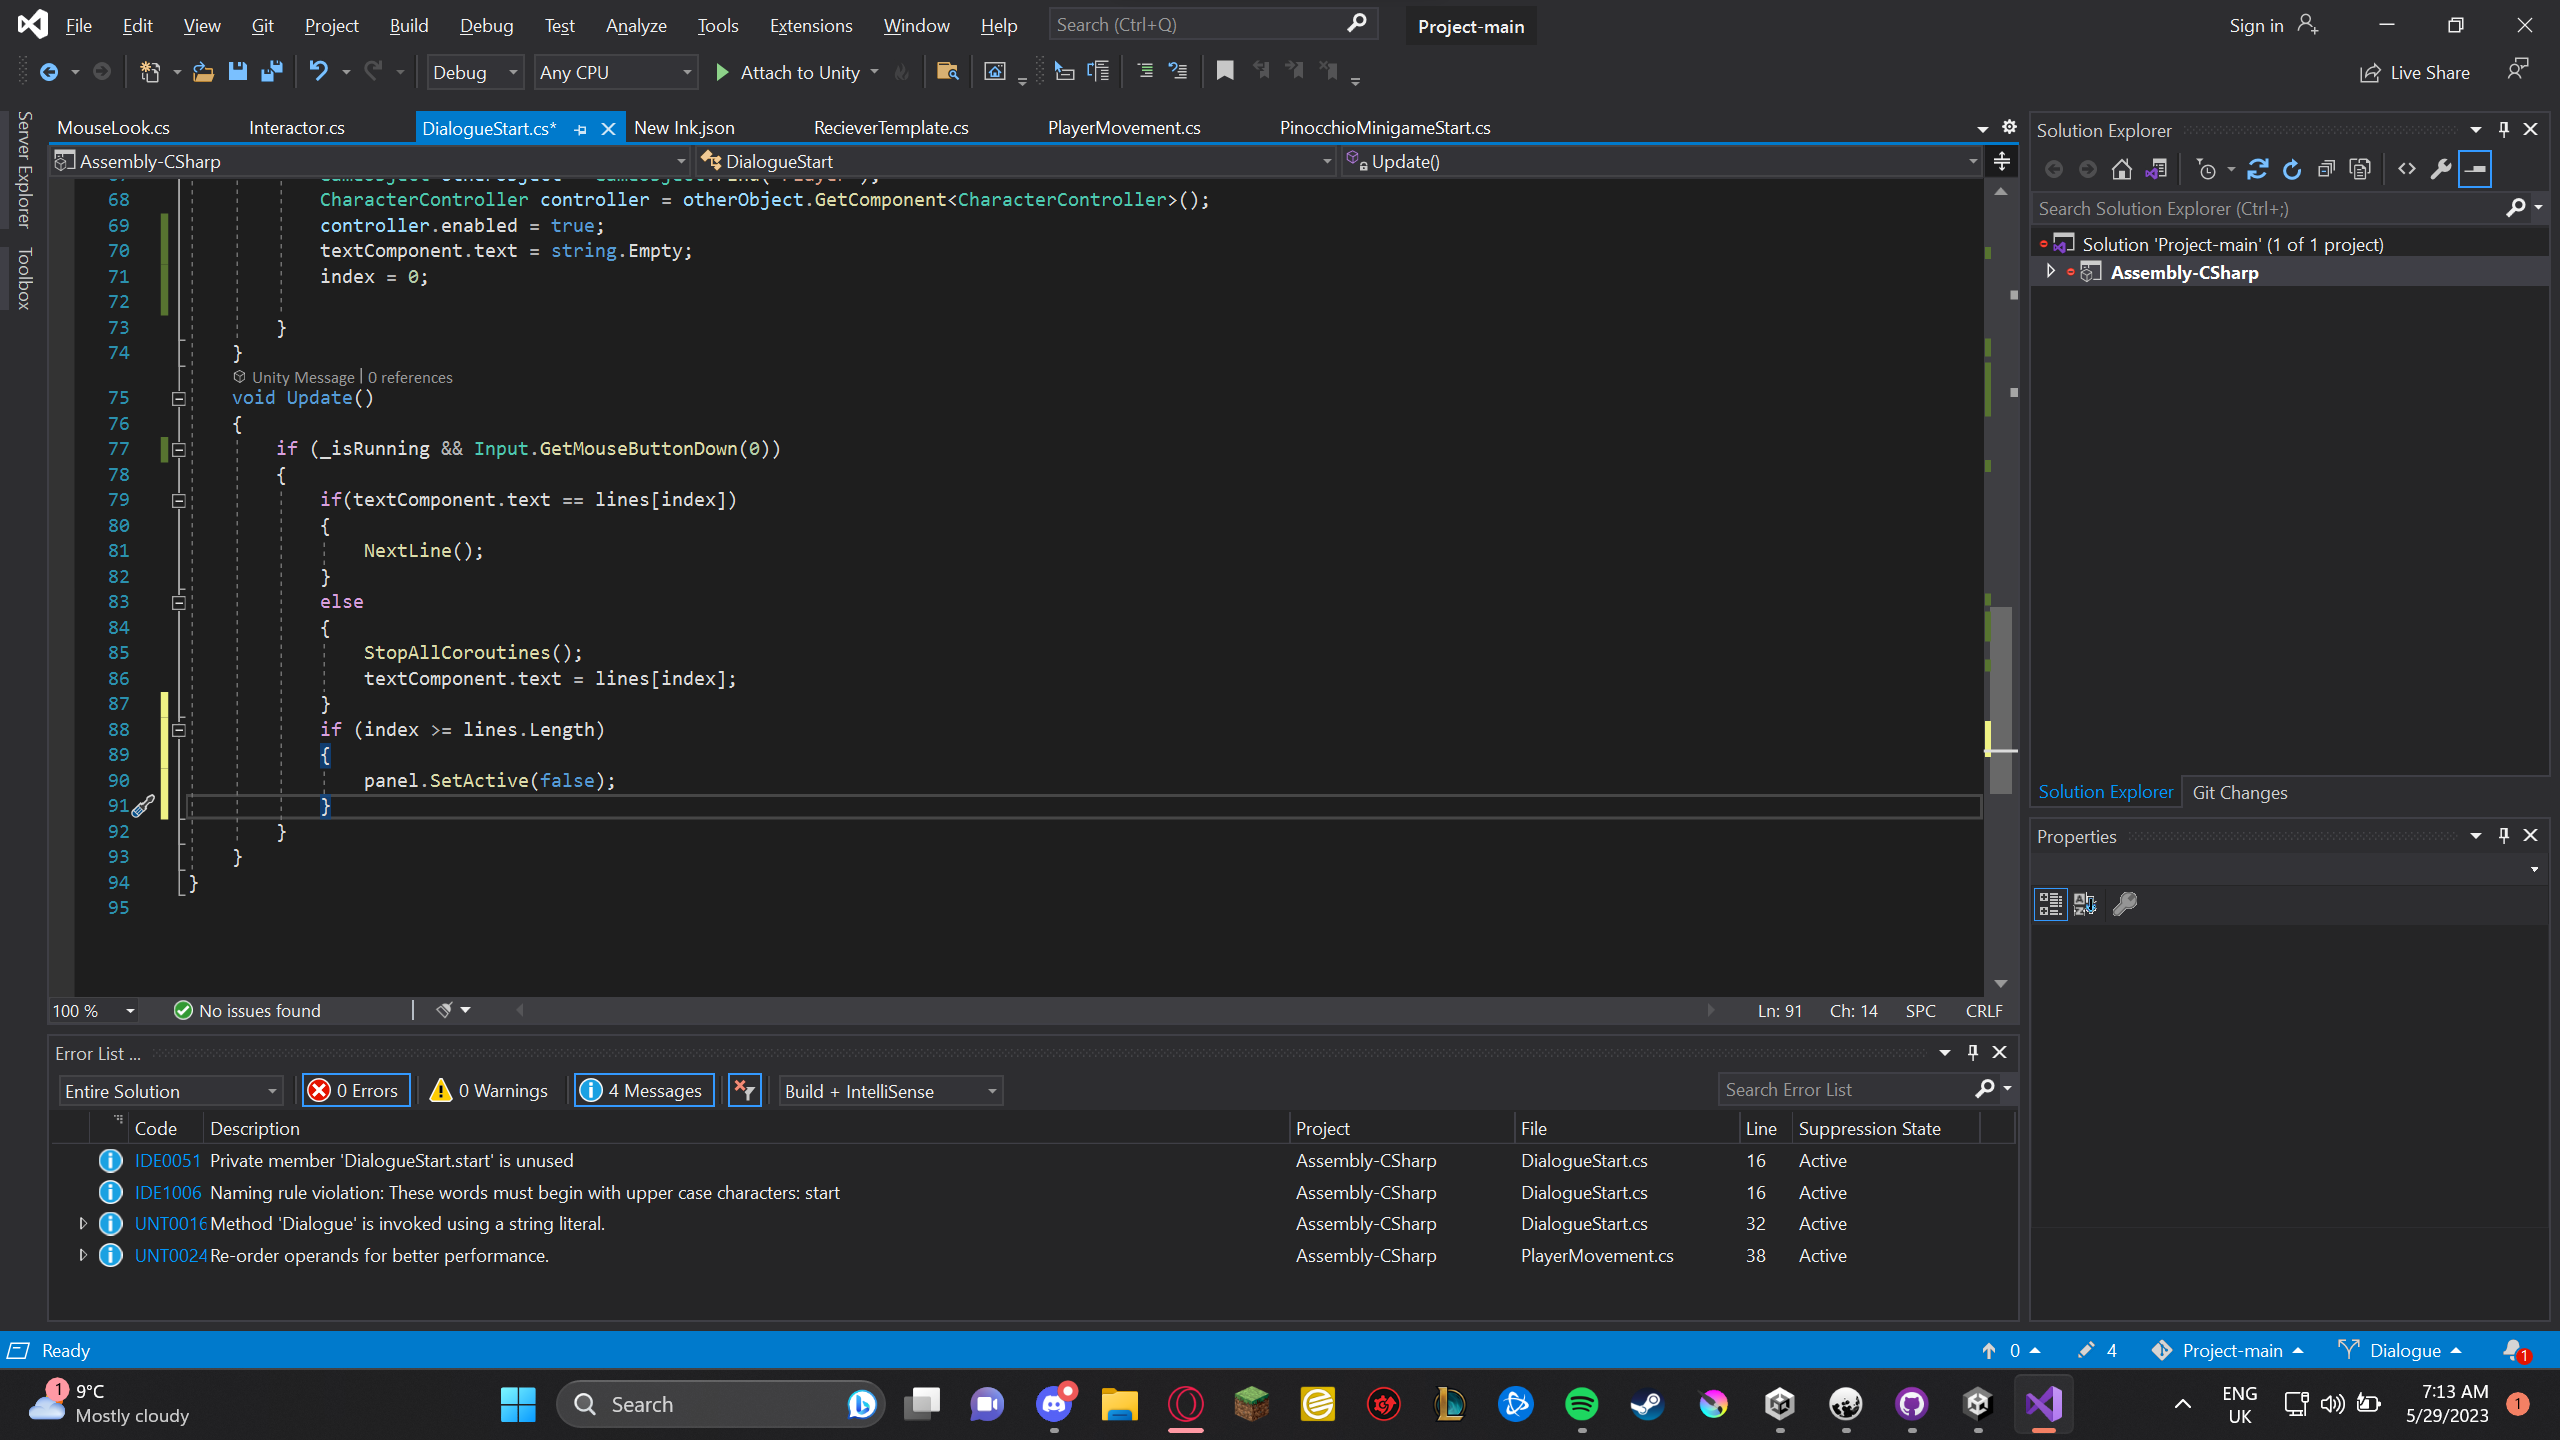 File Edit View Git Project Build Debug Test Analyze Tools Extensions Window Help Search (Ctrl+Q) Project-main Sign in
Debug Any CPU Attach to Unity Live Share
Server Explorer
Toolbox
MouseLook.cs Interactor.cs DialogueStart.cs* New Ink.json RecieverTemplate.cs PlayerMovement.cs PinocchioMinigameStart.cs
Assembly-CSharp DialogueStart Update()
68 CharacterController controller = otherObject.GetComponent<CharacterController>();
69 controller.enabled = true;
70 textComponent.text = string.Empty;
71 index = 0;
72
73 }
74 }
Unity Message | 0 references
75 void Update()
76 {
77 if (_isRunning && Input.GetMouseButtonDown(0))
78 {
79 if(textComponent.text == lines[index])
80 {
81 NextLine();
82 }
83 else
84 {
85 StopAllCoroutines();
86 textComponent.text = lines[index];
87 }
88 if (index >= lines.Length)
89 {
90 panel.SetActive(false);
91 }
92 }
93 }
94 }
95
100 % No issues found Ln: 91 Ch: 14 SPC CRLF
Error List ...
Entire Solution 0 Errors 0 Warnings 4 Messages Build + IntelliSense Search Error List
Code Description Project File Line Suppression State
IDE0051 Private member 'DialogueStart.start' is unused Assembly-CSharp DialogueStart.cs 16 Active
IDE1006 Naming rule violation: These words must begin with upper case characters: start Assembly-CSharp DialogueStart.cs 16 Active
UNT0016 Method 'Dialogue' is invoked using a string literal. Assembly-CSharp DialogueStart.cs 32 Active
UNT0024 Re-order operands for better performance. Assembly-CSharp PlayerMovement.cs 38 Active
Solution Explorer
Search Solution Explorer (Ctrl+;)
Solution 'Project-main' (1 of 1 project)
Assembly-CSharp
Solution Explorer Git Changes
Properties
Ready 0 4 Project-main Dialogue 1
1 9°C
Mostly cloudy
Search
ENG
UK
7:13 AM
5/29/2023
1